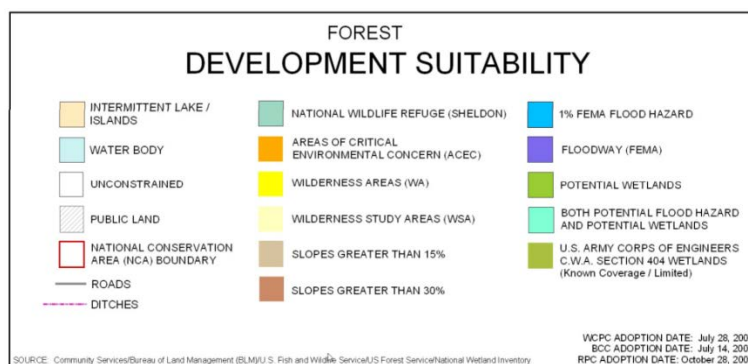 FOREST
DEVELOPMENT SUITABILITY
INTERMITTENT LAKE /
ISLANDS
WATER BODY
UNCONSTRAINED
PUBLIC LAND
NATIONAL CONSERVATION
AREA (NCA) BOUNDARY
ROADS
DITCHES
NATIONAL WILDLIFE REFUGE (SHELDON)
AREAS OF CRITICAL
ENVIRONMENTAL CONCERN (ACEC)
WILDERNESS AREAS (WA)
WILDERNESS STUDY AREAS (WSA)
SLOPES GREATER THAN 15%
SLOPES GREATER THAN 30%
1% FEMA FLOOD HAZARD
FLOODWAY (FEMA)
POTENTIAL WETLANDS
BOTH POTENTIAL FLOOD HAZARD
AND POTENTIAL WETLANDS
U.S. ARMY CORPS OF ENGINEERS
C.W.A. SECTION 404 WETLANDS
(Known Coverage / Limited)
SOURCE: Community Services/Bureau of Land Management (BLM)/U.S. Fish and Wildlife Service/US Forest Service/National Wetland Inventory
WCPC ADOPTION DATE: July 28, 200
BCC ADOPTION DATE: July 14, 200
RPC ADOPTION DATE: October 28, 200